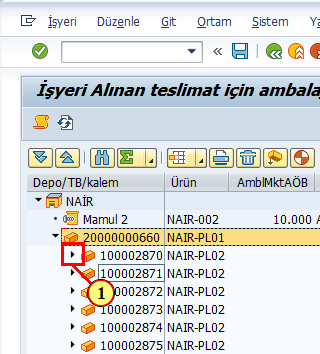 İşyeri Düzenle Git Ortam Sistem
İşyeri Alınan teslimat için ambala
Depo/TB/kalem Ürün AmblMktAÖB
NAİR
Mamul 2 NAIR-002 10.000 A
20000000660 NAIR-PL01
100002870 NAIR-PL02
100002871 NAIR-PL02
100002872 NAIR-PL02
100002873 NAIR-PL02
100002874 NAIR-PL02
100002875 NAIR-PL02
1